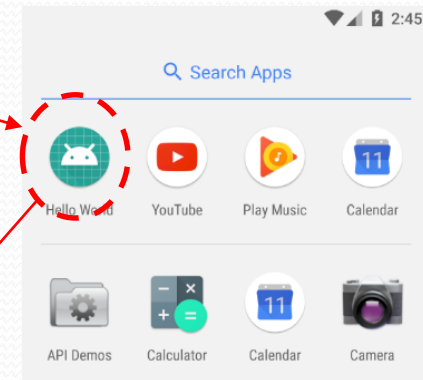 2:45
Search Apps
Hello World
YouTube
Play Music
Calendar
11
API Demos
Calculator
Calendar
Camera
11